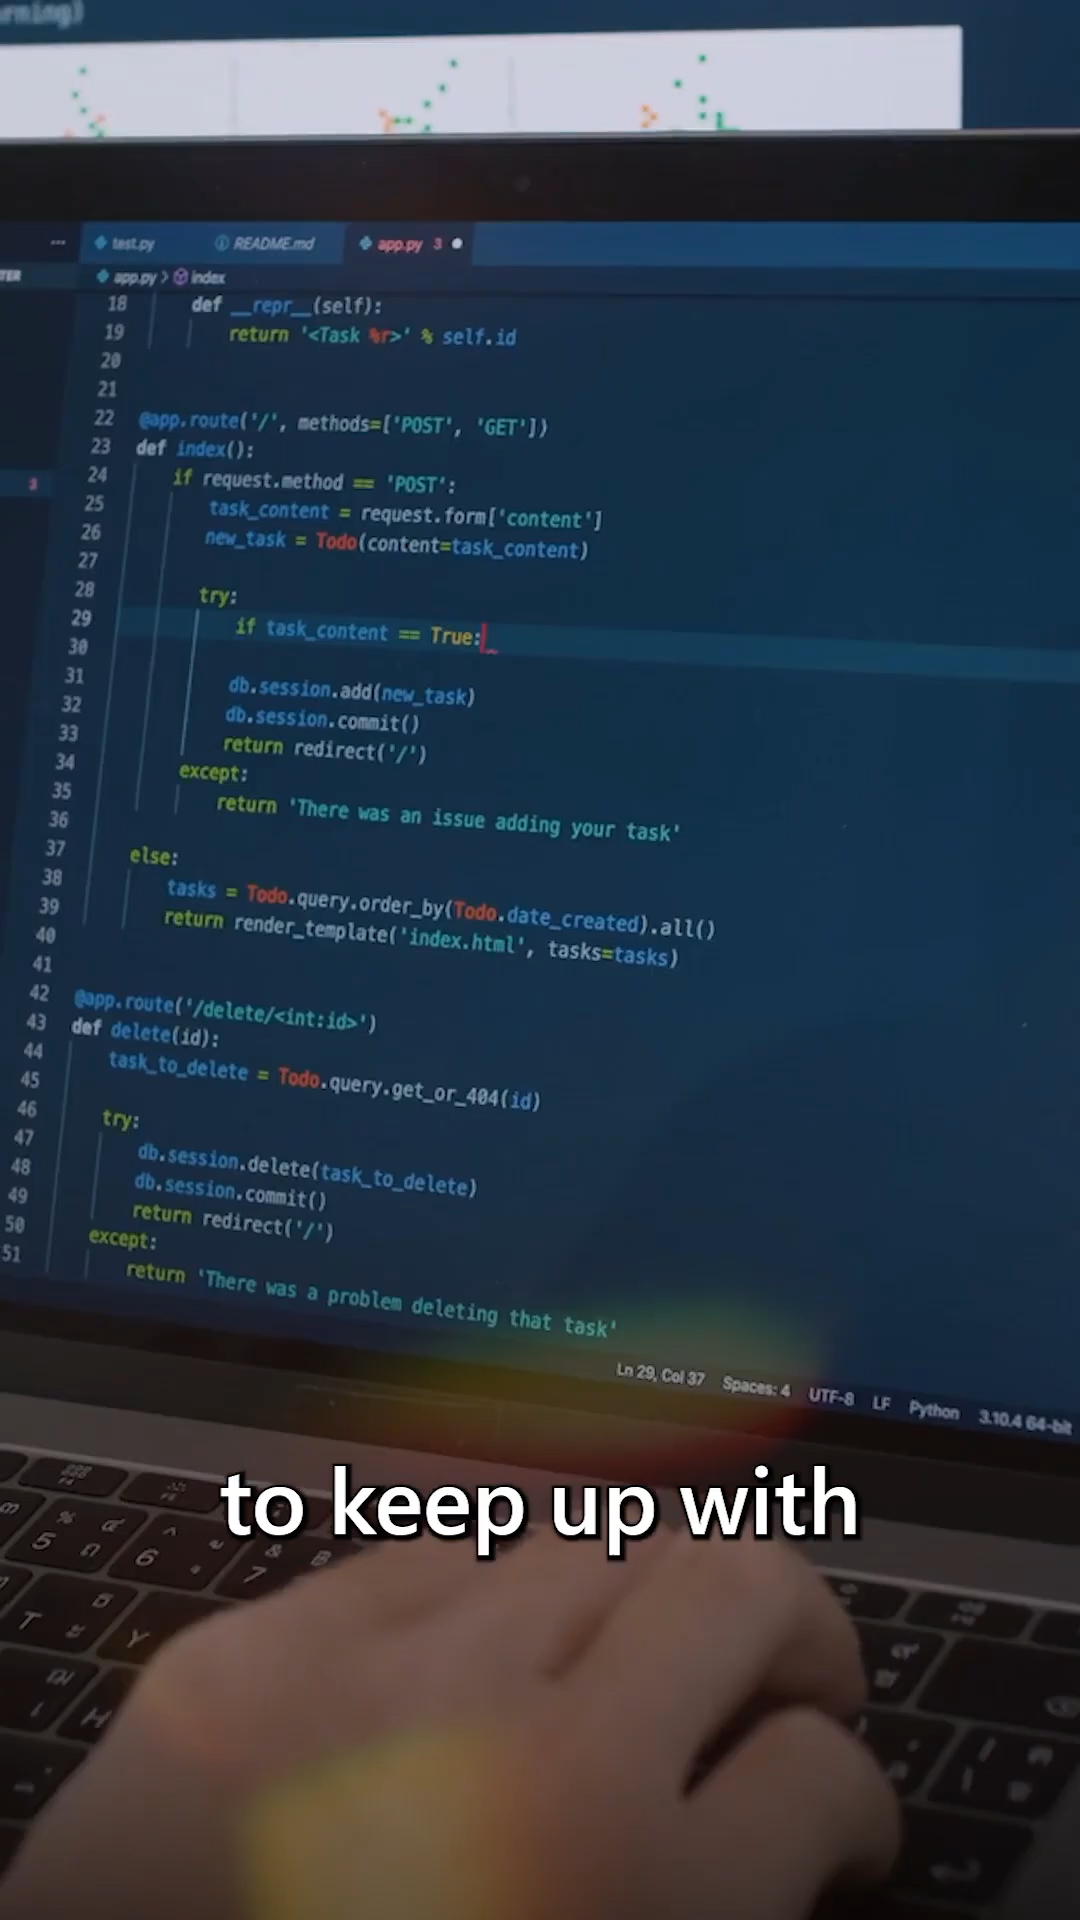 rning)
test.py README.md app.py 3
TER
app.py > index
18 def __repr__(self):
19 return '<Task %r>' % self.id
20
21
22 @app.route('/', methods=['POST', 'GET'])
23 def index():
3
24 if request.method == 'POST':
25 task_content = request.form['content']
26 new_task = Todo(content=task_content)
27
28 try:
29 if task_content == True:
30
31 db.session.add(new_task)
32 db.session.commit()
33 return redirect('/')
34 except:
35 return 'There was an issue adding your task'
36
37 else:
38 tasks = Todo.query.order_by(Todo.date_created).all()
39 return render_template('index.html', tasks=tasks)
40
41
42 @app.route('/delete/<int:id>')
43 def delete(id):
44 task_to_delete = Todo.query.get_or_404(id)
45
46 try:
47 db.session.delete(task_to_delete)
48 db.session.commit()
49 return redirect('/')
50 except:
51 return 'There was a problem deleting that task'
Ln 29, Col 37 Spaces: 4 UTF-8 LF Python 3.10.4 64-bit
to keep up with
% 5 ^ 6 & 7
T Y
H